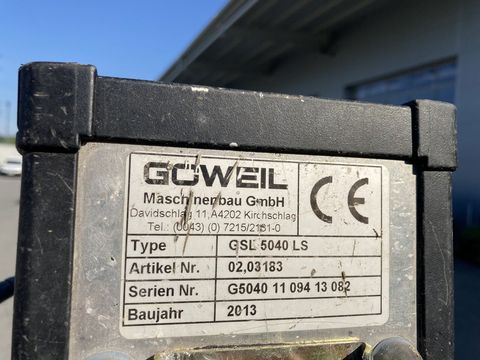 GÖWEIL
Maschinenbau GmbH
Davidschlag 11, A4202 Kirchschlag
Tel.: (0043) (0) 7215/2131-0
CE
Type GSL 5040 LS
Artikel Nr. 02,03183
Serien Nr. G5040 11 094 13 082
Baujahr 2013